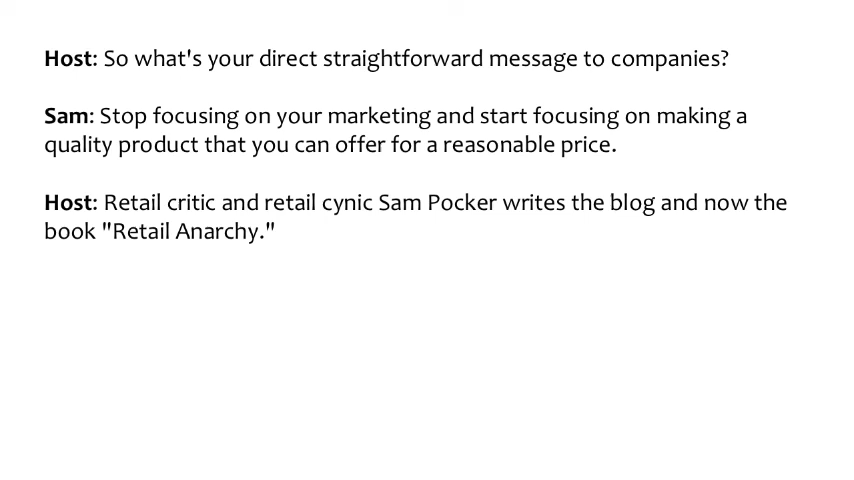 Host: So what's your direct straightforward message to companies?
Sam: Stop focusing on your marketing and start focusing on making a
quality product that you can offer for a reasonable price.
Host: Retail critic and retail cynic Sam Pocker writes the blog and now the
book "Retail Anarchy."